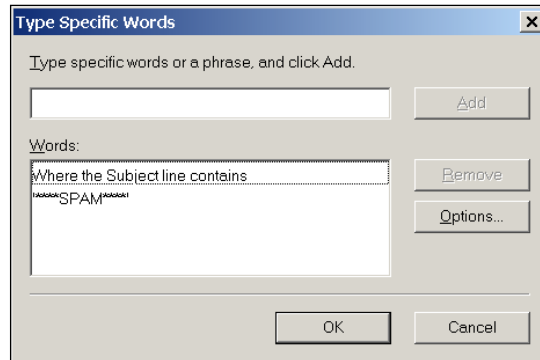 Type Specific Words
Type specific words or a phrase, and click Add.
Add
Words:
Where the Subject line contains
'*****SPAM*****'
Remove
Options...
OK
Cancel